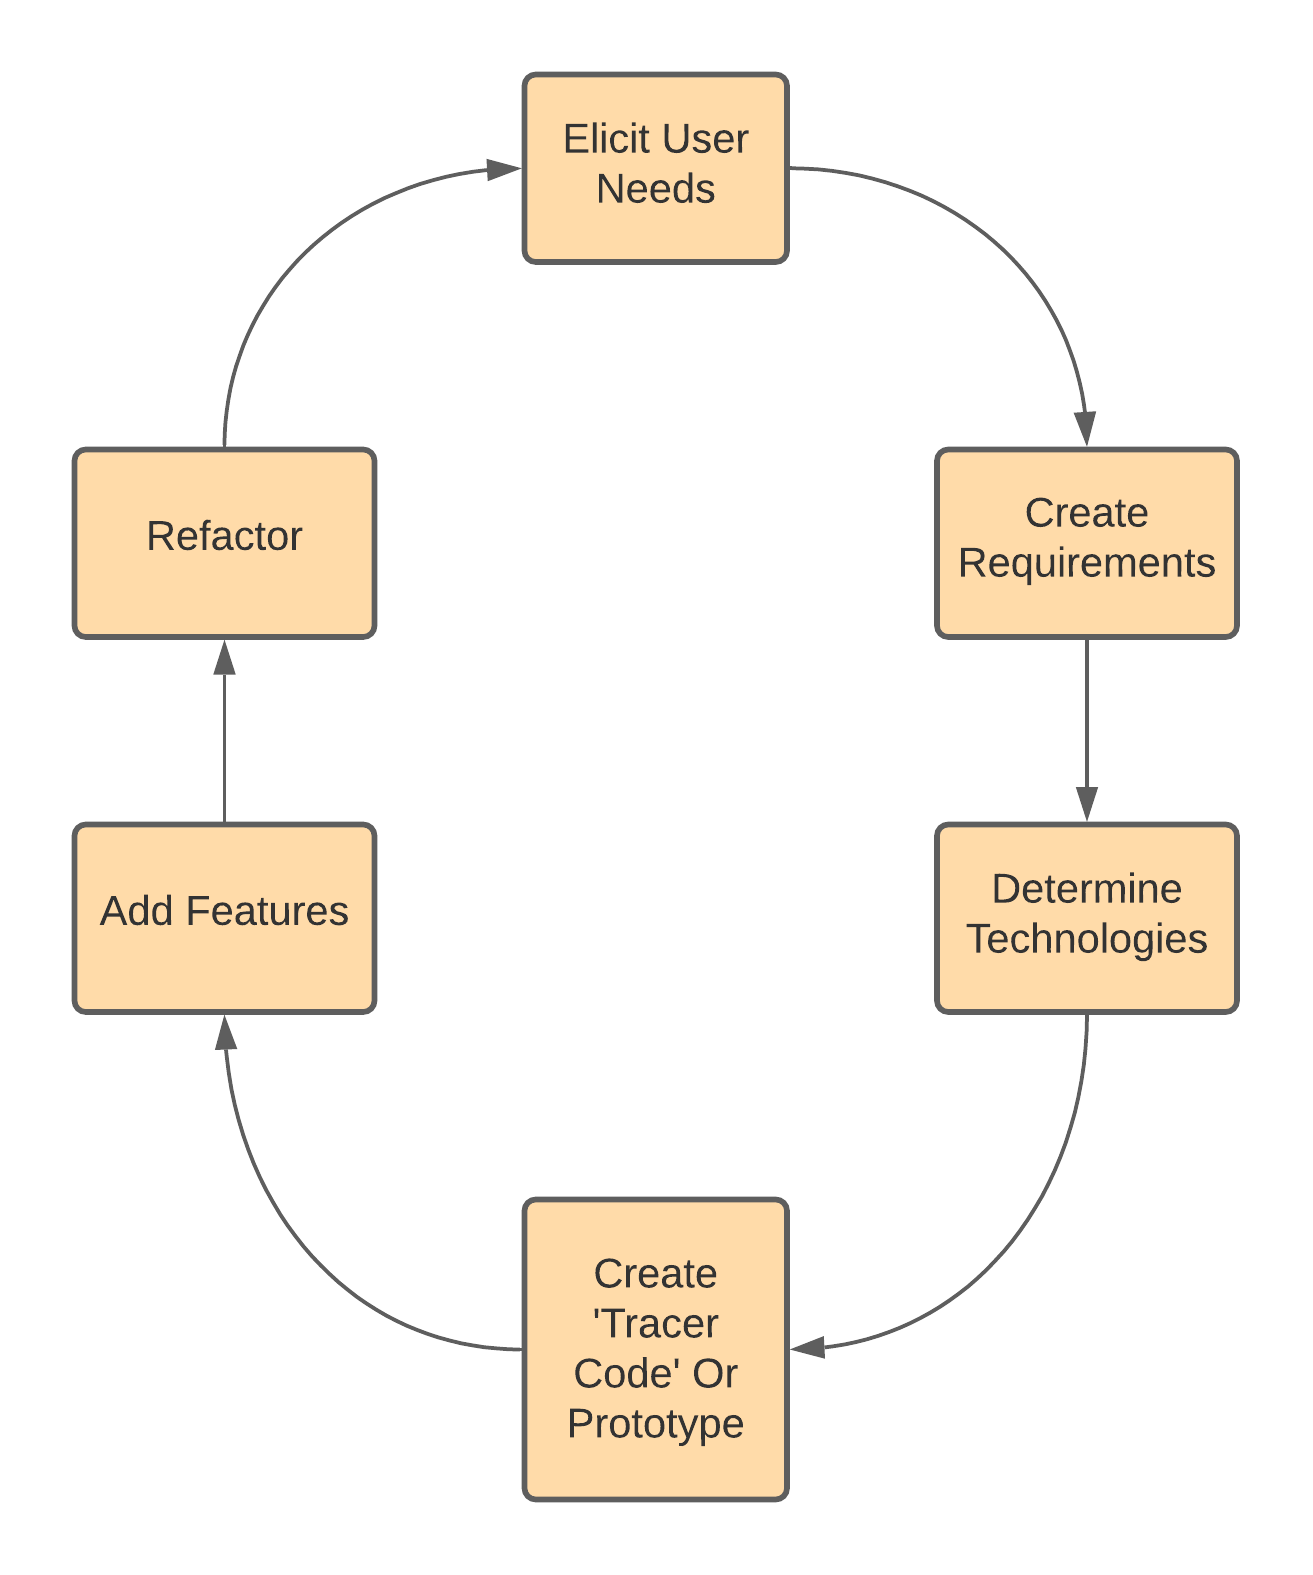 Elicit User
Needs
Create
Requirements
Determine
Technologies
Create
'Tracer
Code' Or
Prototype
Add Features
Refactor